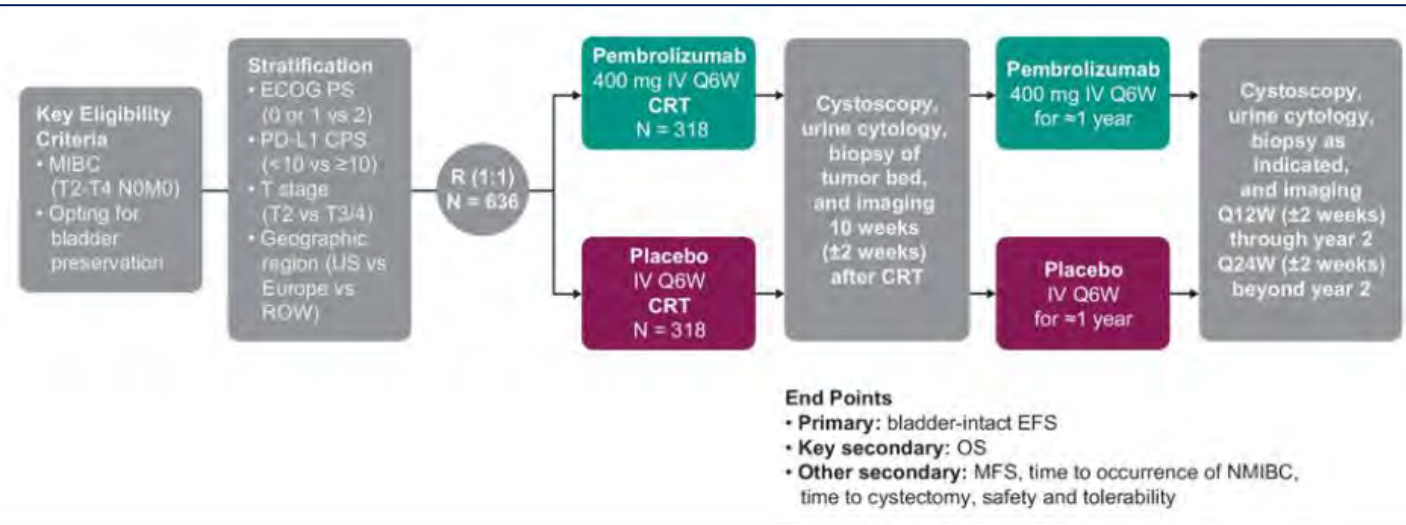 Key Eligibility
Criteria
• MIBC
(T2-T4 N0M0)
• Opting for
bladder
preservation
Stratification
• ECOG PS
(0 or 1 vs 2)
• PD-L1 CPS
(<10 vs ≥10)
• T stage
(T2 vs T3/4)
• Geographic
region (US vs
Europe vs
ROW)
R (1:1)
N = 636
Pembrolizumab
400 mg IV Q6W
CRT
N = 318
Placebo
IV Q6W
CRT
N = 318
Cystoscopy,
urine cytology,
biopsy of
tumor bed,
and imaging
10 weeks
(±2 weeks)
after CRT
Pembrolizumab
400 mg IV Q6W
for ≈1 year
Placebo
IV Q6W
for ≈1 year
Cystoscopy,
urine cytology,
biopsy as
indicated,
and imaging
Q12W (±2 weeks)
through year 2
Q24W (±2 weeks)
beyond year 2
End Points
• Primary: bladder-intact EFS
• Key secondary: OS
• Other secondary: MFS, time to occurrence of NMIBC,
time to cystectomy, safety and tolerability